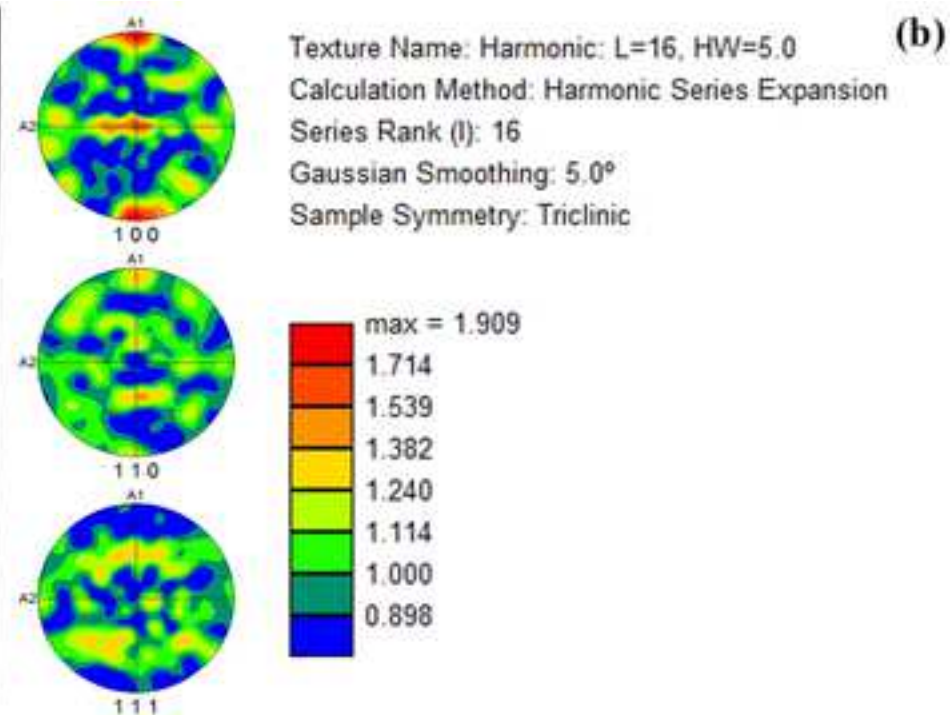 A1
A2
1 0 0
A1
A2
1 1 0
A1
A2
1 1 1
(b)
Texture Name: Harmonic: L=16, HW=5.0
Calculation Method: Harmonic Series Expansion
Series Rank (l): 16
Gaussian Smoothing: 5.0º
Sample Symmetry: Triclinic
max = 1.909
1.714
1.539
1.382
1.240
1.114
1.000
0.898